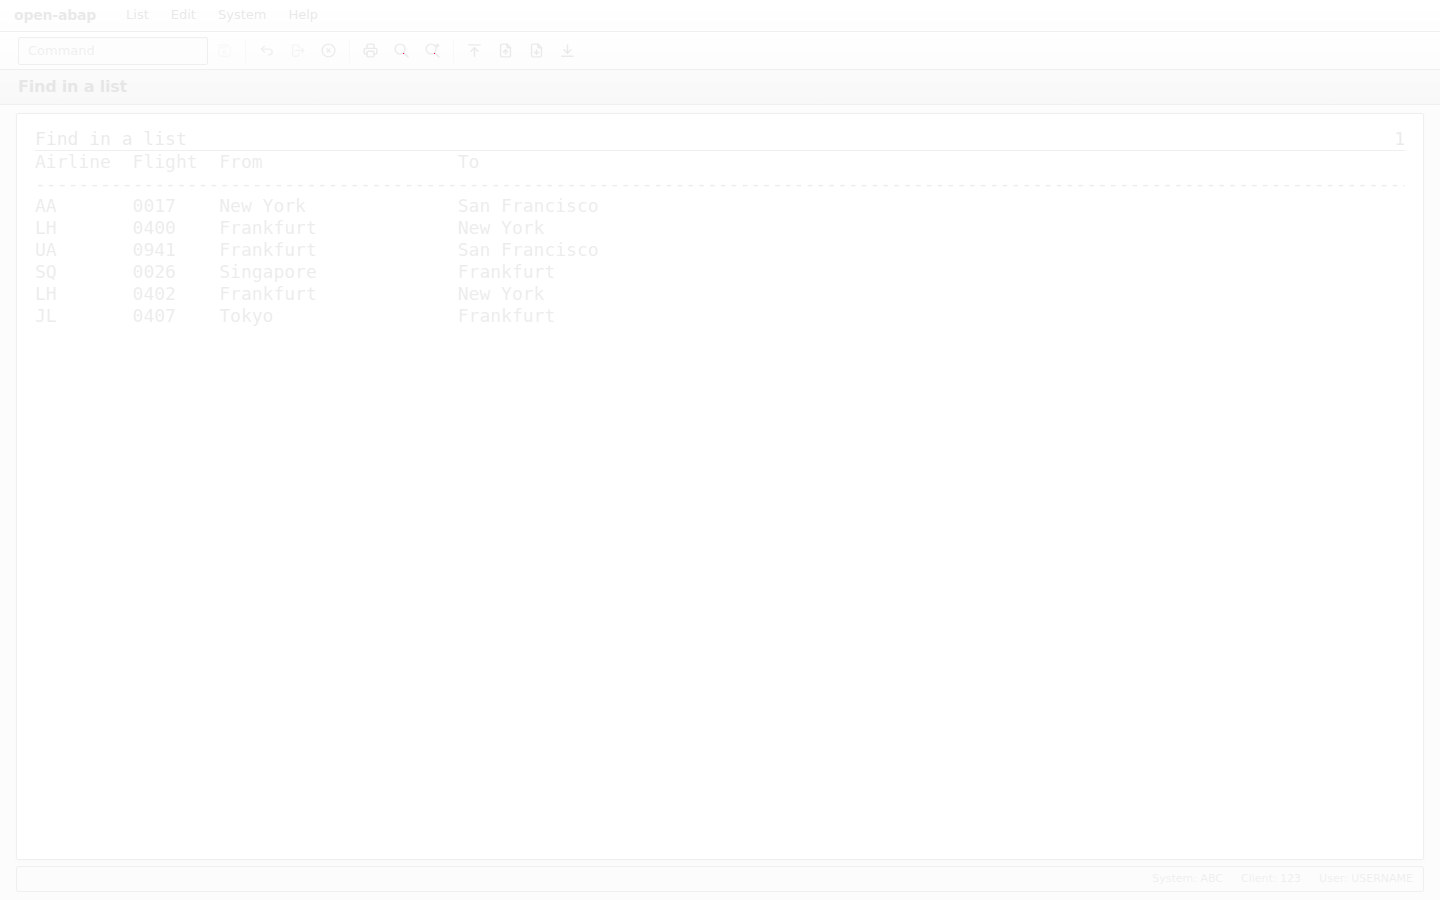 open-abap List Edit System Help
Command
Find in a list
Find in a list 1
Airline Flight From To
--------------------------------------------------------------------------------------------------------------------------------
AA 0017 New York San Francisco
LH 0400 Frankfurt New York
UA 0941 Frankfurt San Francisco
SQ 0026 Singapore Frankfurt
LH 0402 Frankfurt New York
JL 0407 Tokyo Frankfurt
System: ABC Client: 123 User: USERNAME